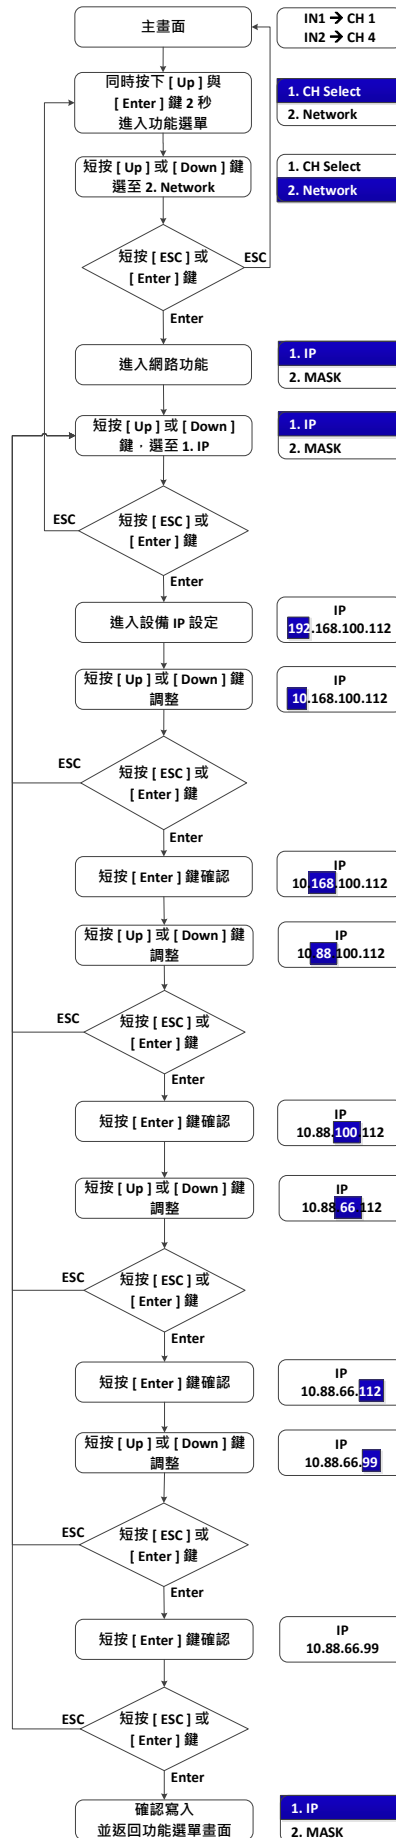 主畫面
IN1 → CH 1
IN2 → CH 4
同時按下 [ Up ] 與
[ Enter ] 鍵 2 秒
進入功能選單
1. CH Select
2. Network
短按 [ Up ] 或 [ Down ] 鍵
選至 2. Network
1. CH Select
2. Network
短按 [ ESC ] 或
[ Enter ] 鍵
ESC
Enter
進入網路功能
1. IP
2. MASK
短按 [ Up ] 或 [ Down ]
鍵，選至 1. IP
1. IP
2. MASK
短按 [ ESC ] 或
[ Enter ] 鍵
ESC
Enter
進入設備 IP 設定
IP
192.168.100.112
短按 [ Up ] 或 [ Down ] 鍵
調整
IP
10.168.100.112
短按 [ ESC ] 或
[ Enter ] 鍵
ESC
Enter
短按 [ Enter ] 鍵確認
IP
10.168.100.112
短按 [ Up ] 或 [ Down ] 鍵
調整
IP
10 88 100.112
短按 [ ESC ] 或
[ Enter ] 鍵
ESC
Enter
短按 [ Enter ] 鍵確認
IP
10.88.100.112
短按 [ Up ] 或 [ Down ] 鍵
調整
IP
10.88 66 112
短按 [ ESC ] 或
[ Enter ] 鍵
ESC
Enter
短按 [ Enter ] 鍵確認
IP
10.88.66.112
短按 [ Up ] 或 [ Down ] 鍵
調整
IP
10.88.66.99
短按 [ ESC ] 或
[ Enter ] 鍵
ESC
Enter
短按 [ Enter ] 鍵確認
IP
10.88.66.99
短按 [ ESC ] 或
[ Enter ] 鍵
ESC
Enter
確認寫入
並返回功能選單畫面
1. IP
2. MASK